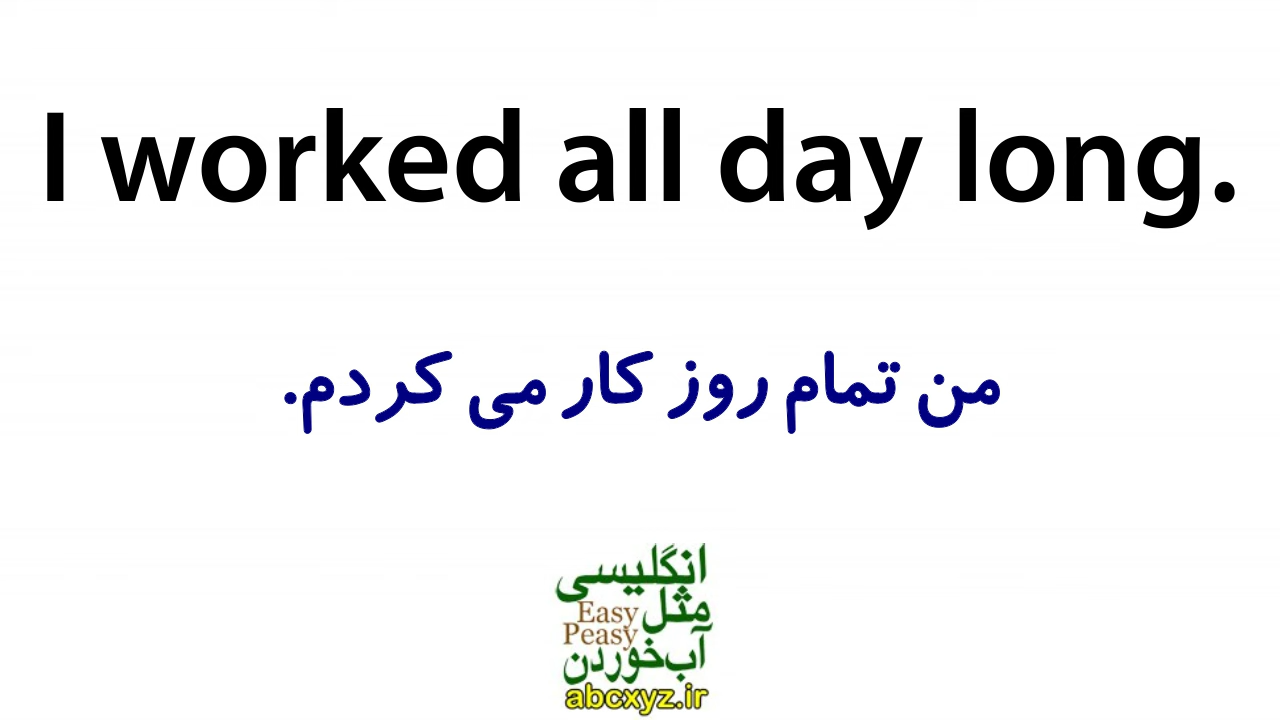 I worked all day long.
من تمام روز کار می کردم.
انگلیسی
مثل
Easy
Peasy
آب خوردن
abcxyz.ir